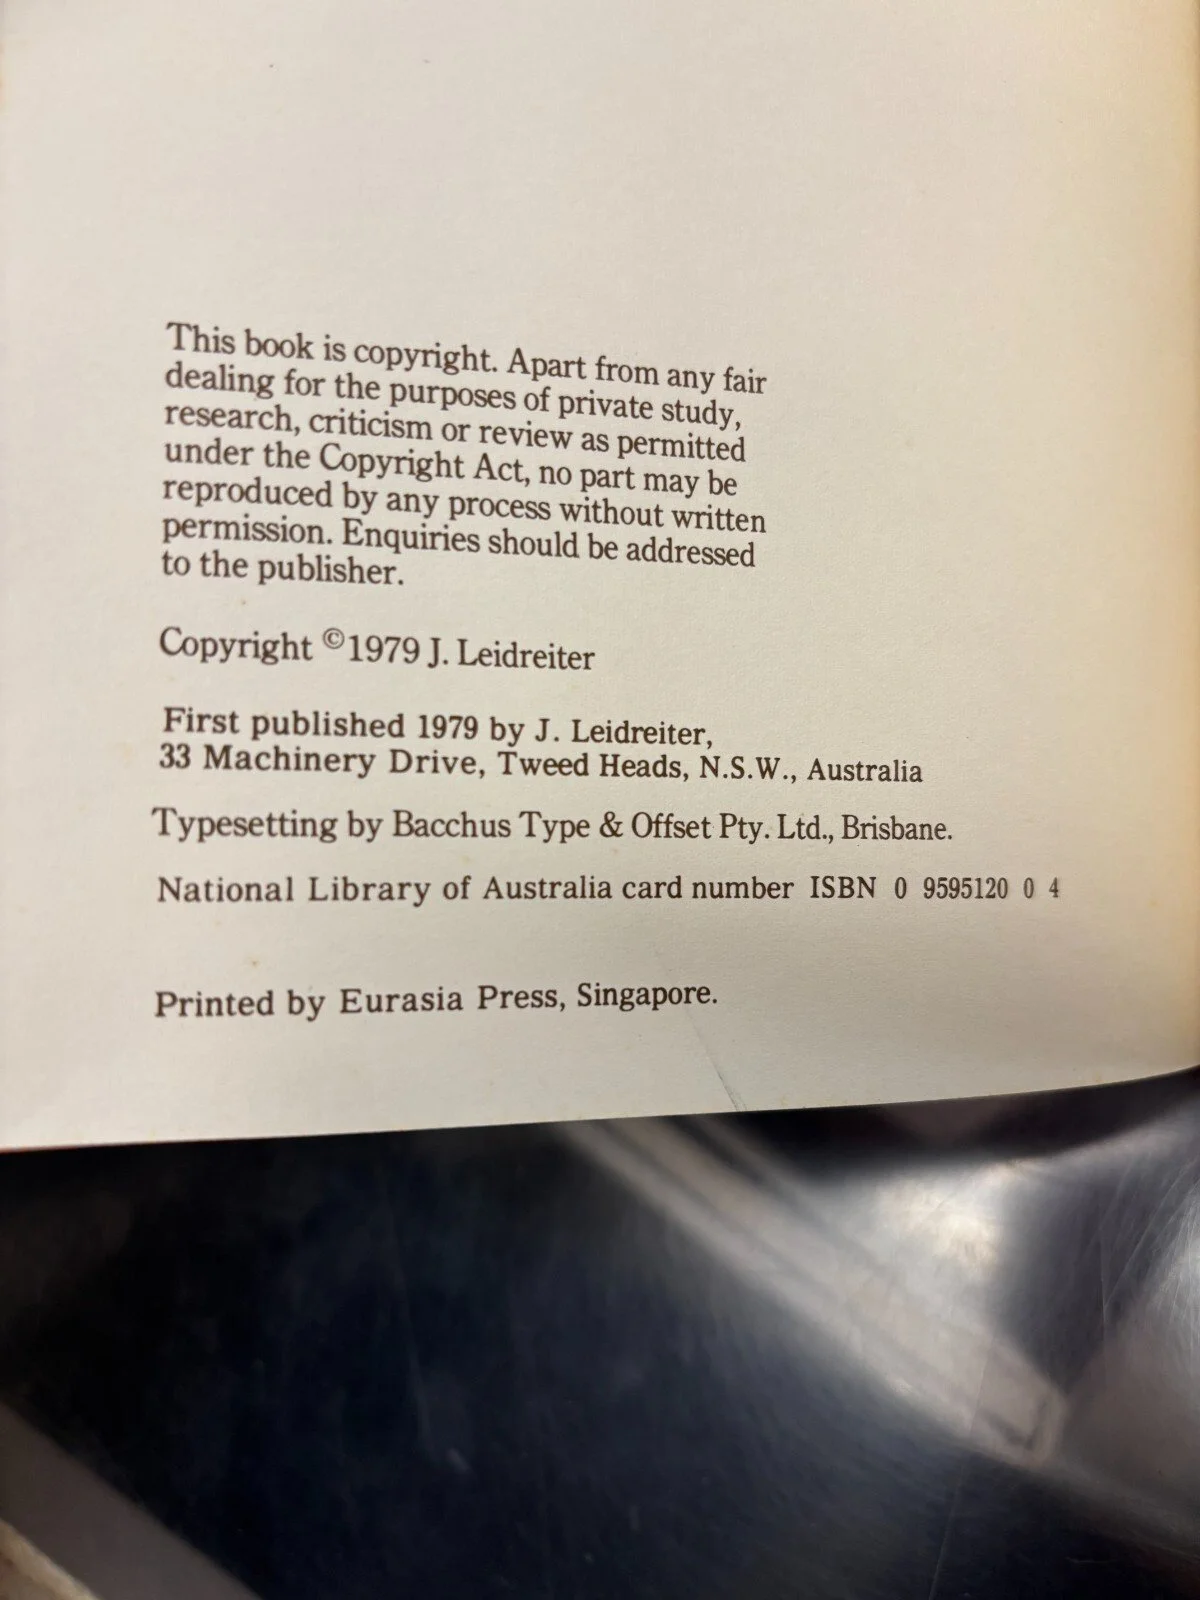 This book is copyright. Apart from any fair
dealing for the purposes of private study,
research, criticism or review as permitted
under the Copyright Act, no part may be
reproduced by any process without written
permission. Enquiries should be addressed
to the publisher.
Copyright ©1979 J. Leidreiter
First published 1979 by J. Leidreiter,
33 Machinery Drive, Tweed Heads, N.S.W., Australia
Typesetting by Bacchus Type & Offset Pty. Ltd., Brisbane.
National Library of Australia card number ISBN 0 9595120 0 4
Printed by Eurasia Press, Singapore.